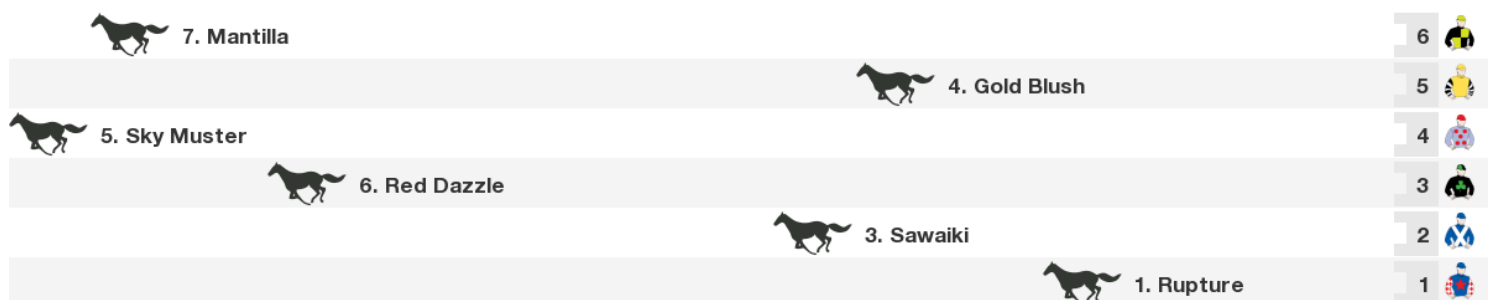 7. Mantilla 6
4. Gold Blush 5
5. Sky Muster 4
6. Red Dazzle 3
3. Sawaiki 2
1. Rupture 1